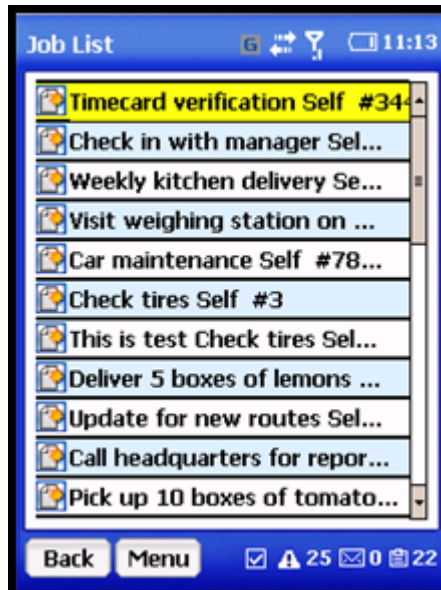 Job List G 11:13
Timecard verification Self #344
Check in with manager Sel...
Weekly kitchen delivery Se...
Visit weighing station on ...
Car maintenance Self #78...
Check tires Self #3
This is test Check tires Sel...
Deliver 5 boxes of lemons ...
Update for new routes Sel...
Call headquarters for repor...
Pick up 10 boxes of tomato...
Back Menu 25 0 22